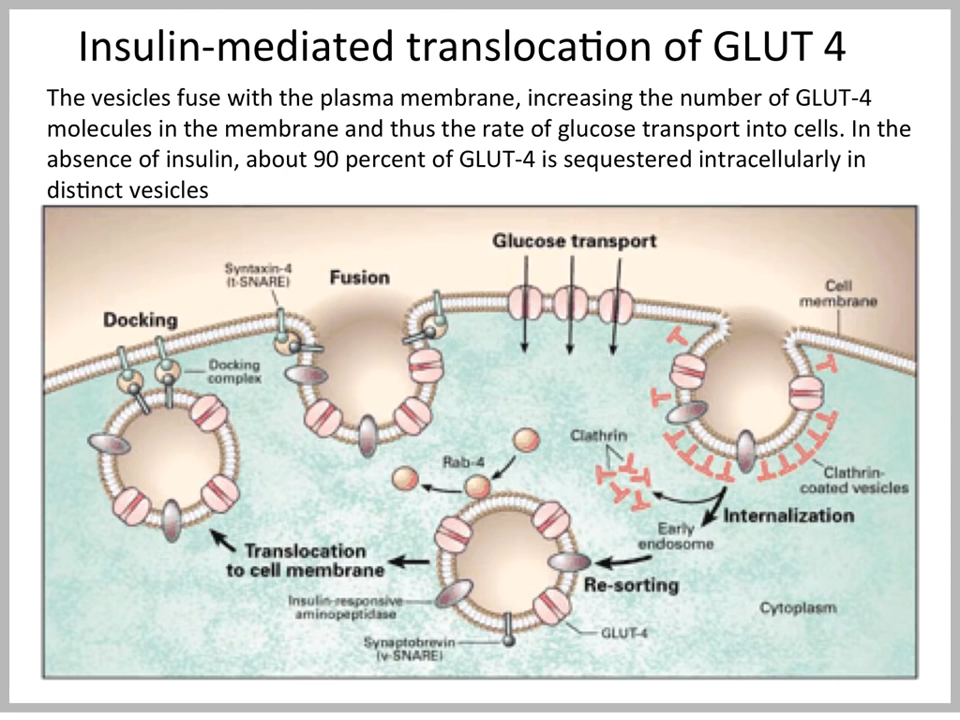 Insulin-mediated translocation of GLUT 4
The vesicles fuse with the plasma membrane, increasing the number of GLUT-4
molecules in the membrane and thus the rate of glucose transport into cells. In the
absence of insulin, about 90 percent of GLUT-4 is sequestered intracellularly in
distinct vesicles
Glucose transport
Syntaxin-4
(t-SNARE)
Fusion
Cell
membrane
Docking
Docking
complex
Clathrin
Rab-4
Clathrin-
coated vesicles
Internalization
Early
endosome
Translocation
to cell membrane
Re-sorting
Insulin-responsive
aminopeptidase
Cytoplasm
GLUT-4
Synaptobrevin
(v-SNARE)